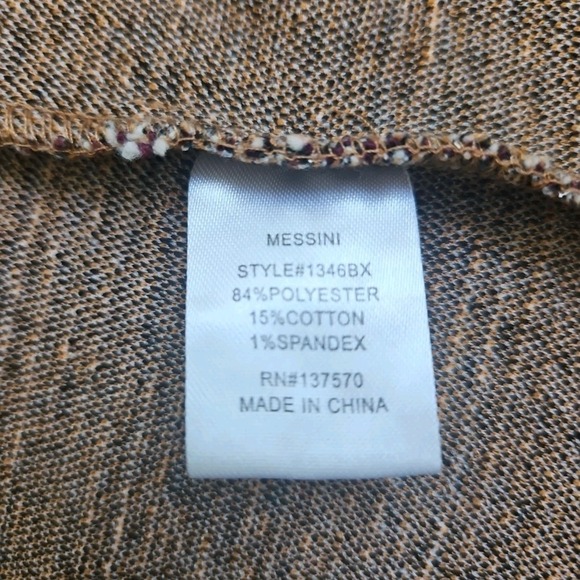 MESSINI
STYLE#1346BX
84%POLYESTER
15%COTTON
1%SPANDEX
RN#137570
MADE IN CHINA